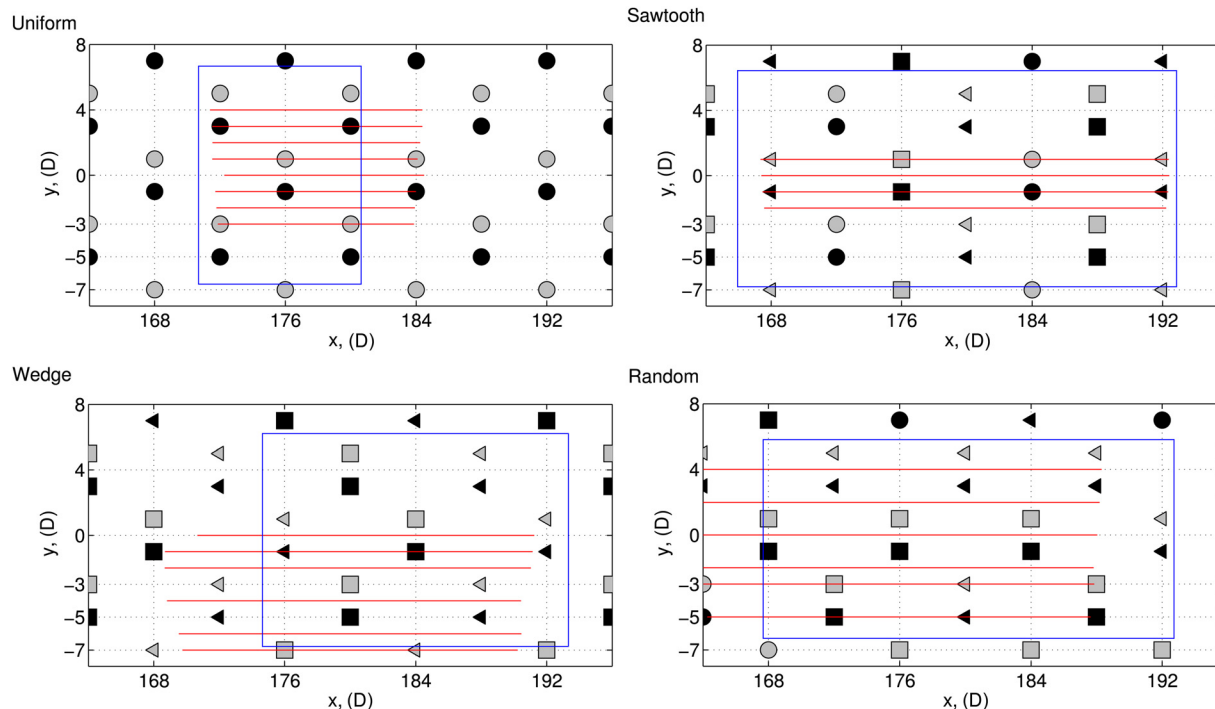 Uniform
8
4
0
−3
−5
−7
y, (D)
168 176 184 192
x, (D)
Sawtooth
8
4
0
−3
−5
−7
y, (D)
168 176 184 192
x, (D)
Wedge
8
4
0
−3
−5
−7
y, (D)
168 176 184 192
x, (D)
Random
8
4
0
−3
−5
−7
y, (D)
168 176 184 192
x, (D)